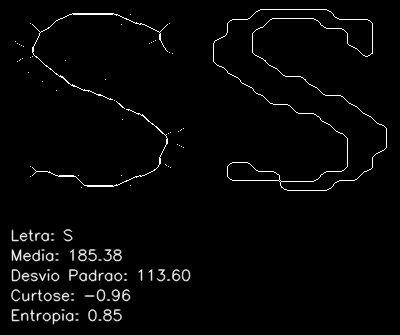 S S
Letra: S
Media: 185.38
Desvio Padrao: 113.60
Curtose: -0.96
Entropia: 0.85